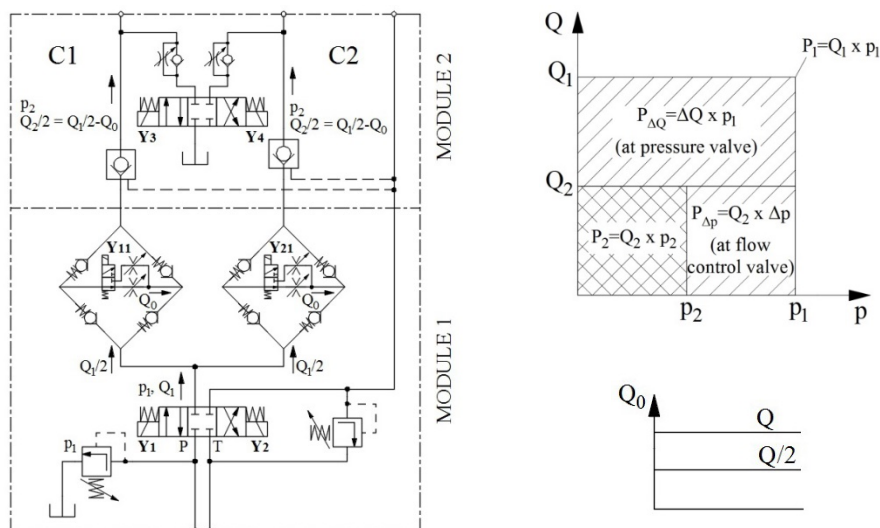 C1
C2
p₂
Q₂/2 = Q₁/2-Q₀
p₂
Q₂/2 = Q₁/2-Q₀
Y3
Y4
MODULE 2
Y11
Y21
Q₀
Q₀
Q₁/2
Q₁/2
p₁, Q₁
MODULE 1
Y1
P
T
Y2
p₁
Q
P₁=Q₁ x p₁
Q₁
P_ΔQ=ΔQ x p₁
(at pressure valve)
Q₂
P₂=Q₂ x p₂
P_Δp=Q₂ x Δp
(at flow
control valve)
p₂
p₁
p
Q₀
Q
Q/2